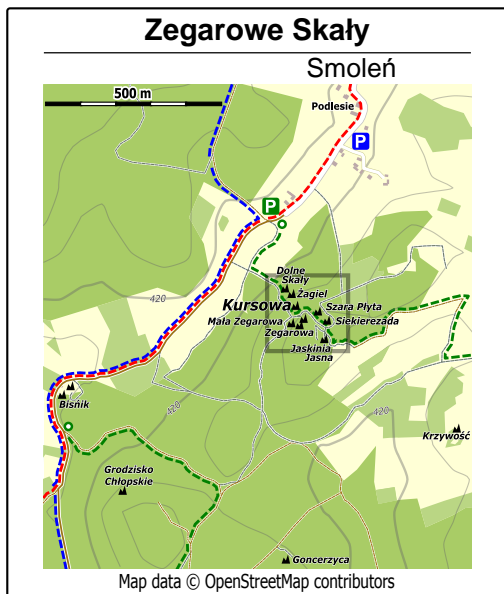 Zegarowe Skały
Smoleń
500 m
Podlesie
P
P
Dolne
Skały
Żagiel
420
Kursowa
Szara Płyta
Mała Zegarowa
Siekierezada
Zegarowa
Jaskinia
Jasna
Biśnik
420
420
Krzywość
Grodzisko
Chłopskie
Goncerzyca
Map data © OpenStreetMap contributors